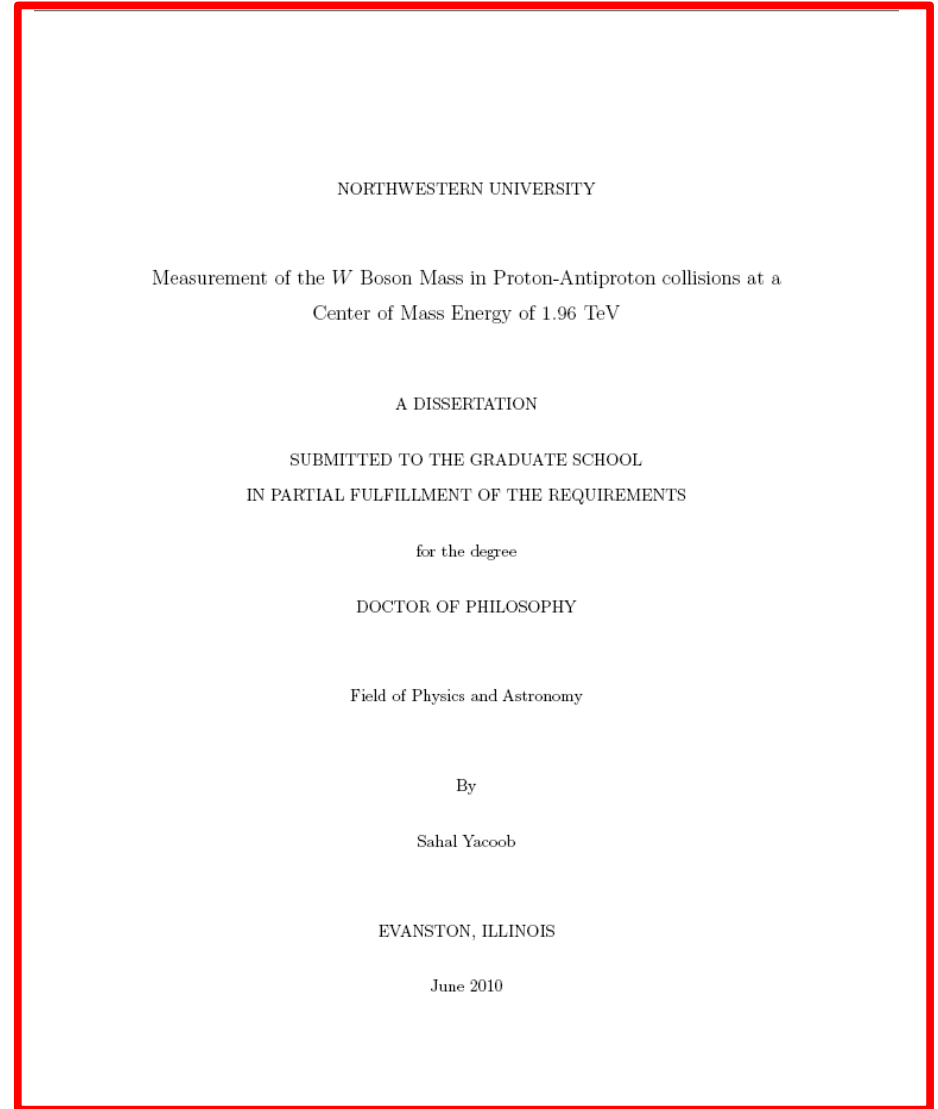 NORTHWESTERN UNIVERSITY
Measurement of the W Boson Mass in Proton-Antiproton collisions at a
Center of Mass Energy of 1.96 TeV
A DISSERTATION
SUBMITTED TO THE GRADUATE SCHOOL
IN PARTIAL FULFILLMENT OF THE REQUIREMENTS
for the degree
DOCTOR OF PHILOSOPHY
Field of Physics and Astronomy
By
Sahal Yacoob
EVANSTON, ILLINOIS
June 2010